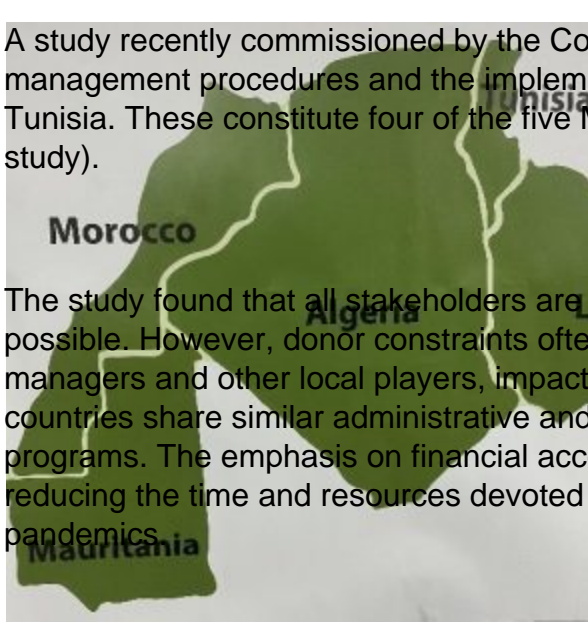 A study recently commissioned by the Co
management procedures and the implem
Tunisia
Tunisia. These constitute four of the five M
study).
Morocco
The study found that all stakeholders are
Algeria
L
possible. However, donor constraints ofte
managers and other local players, impact
countries share similar administrative and
programs. The emphasis on financial acc
reducing the time and resources devoted
pandemics.
Mauritania